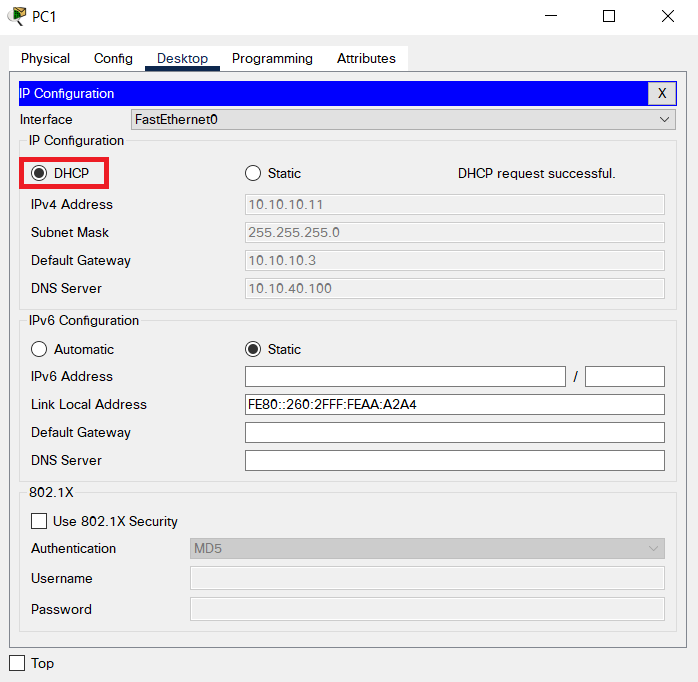 PC1
Physical Config Desktop Programming Attributes
IP Configuration X
Interface FastEthernet0
IP Configuration
DHCP Static DHCP request successful.
IPv4 Address 10.10.10.11
Subnet Mask 255.255.255.0
Default Gateway 10.10.10.3
DNS Server 10.10.40.100
IPv6 Configuration
Automatic Static
IPv6 Address /
Link Local Address FE80::260:2FFF:FEAA:A2A4
Default Gateway
DNS Server
802.1X
Use 802.1X Security
Authentication MD5
Username
Password
Top